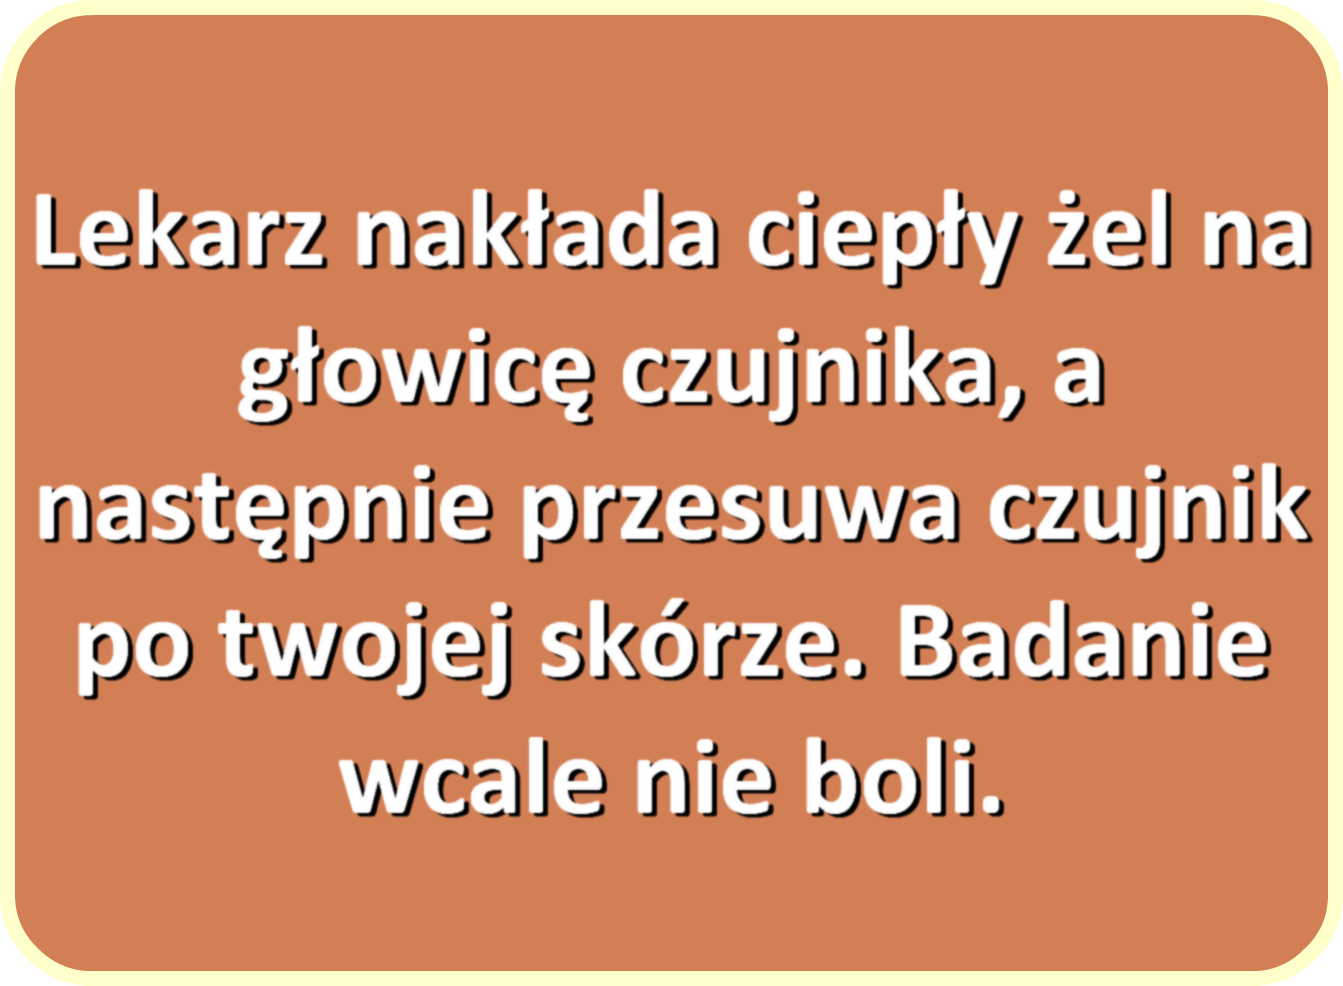 Lekarz nakłada ciepły żel na
głowicę czujnika, a
następnie przesuwa czujnik
po twojej skórze. Badanie
wcale nie boli.